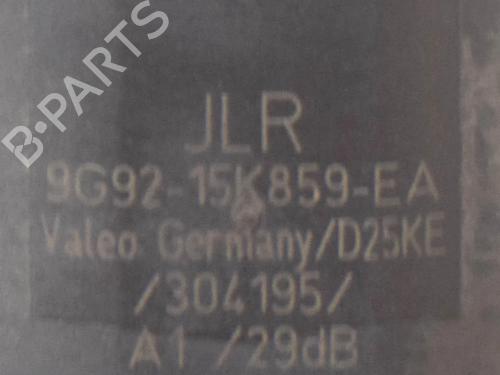 B-PARTS
JLR
9G92-15K859-EA
Valeo Germany/D25KE
/304195/
A1 /29dB